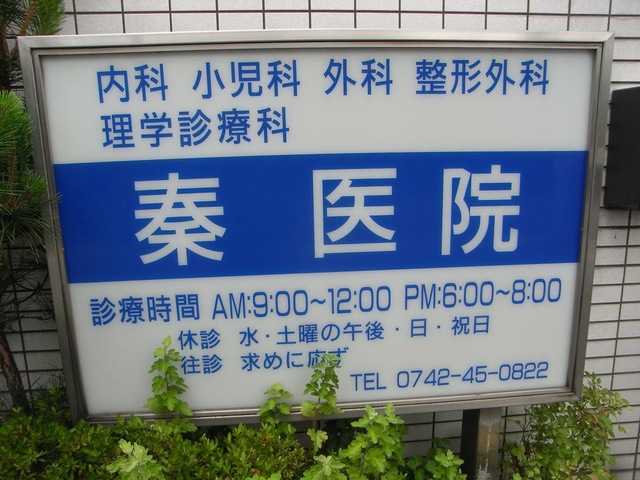 内科 小児科 外科 整形外科
理学診療科
秦医院
診療時間 AM:9:00~12:00 PM:6:00~8:00
休診 水・土曜の午後・日・祝日
往診 求めに応ず
TEL 0742-45-0822